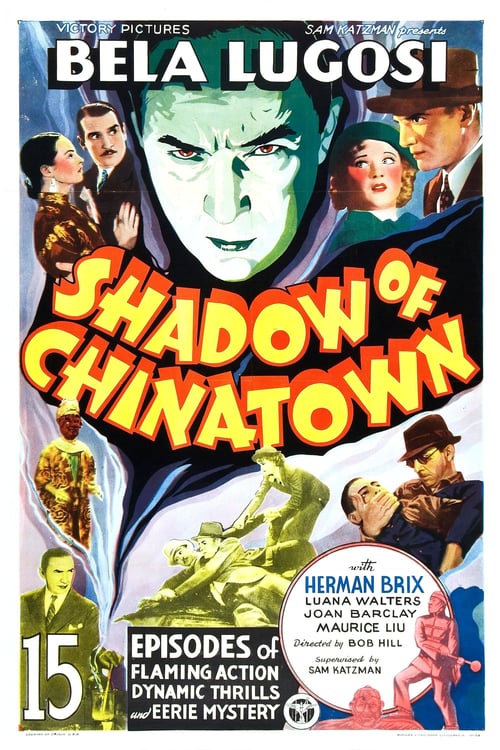 VICTORY PICTURES
SAM KATZMAN presents
BELA LUGOSI
SHADOW OF
CHINATOWN
with
HERMAN BRIX
LUANA WALTERS
JOAN BARCLAY
MAURICE LIU
Directed by BOB HILL
Supervised by
SAM KATZMAN
15
EPISODES of
FLAMING ACTION
DYNAMIC THRILLS
and EERIE MYSTERY